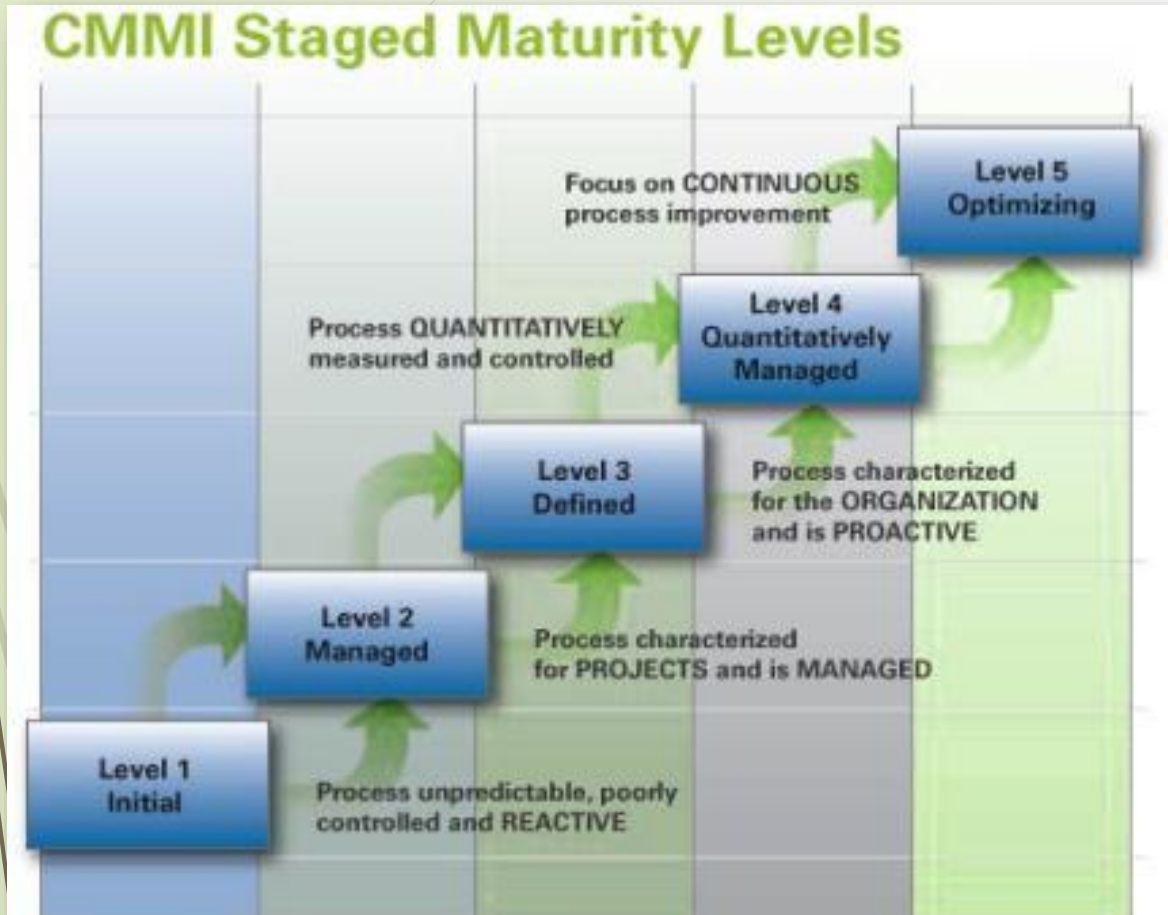 CMMI Staged Maturity Levels
Level 5
Optimizing
Focus on CONTINUOUS
process improvement
Level 4
Quantitatively
Managed
Process QUANTITATIVELY
measured and controlled
Level 3
Defined
Process characterized
for the ORGANIZATION
and is PROACTIVE
Level 2
Managed
Process characterized
for PROJECTS and is MANAGED
Level 1
Initial
Process unpredictable, poorly
controlled and REACTIVE